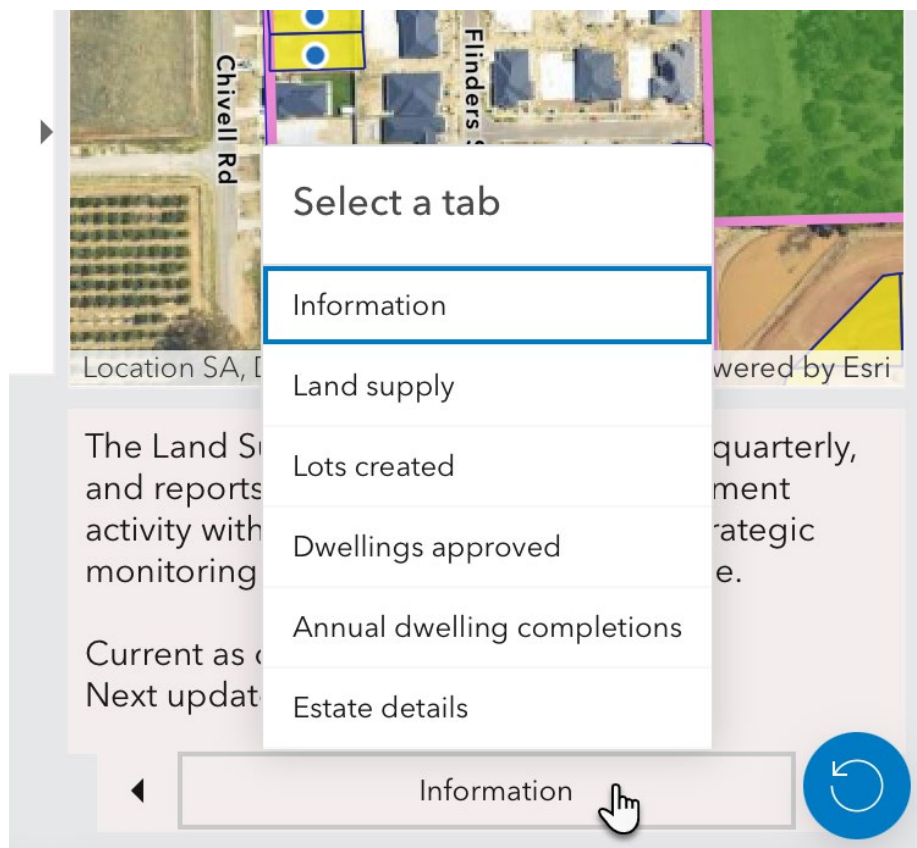 Chivell Rd
Flinders S
Select a tab
Information
Land supply
Lots created
Dwellings approved
Annual dwelling completions
Estate details
Location SA,
wered by Esri
The Land S
quarterly,
and reports
ment
activity with
rategic
monitoring
e.
Current as
Next updat
Information